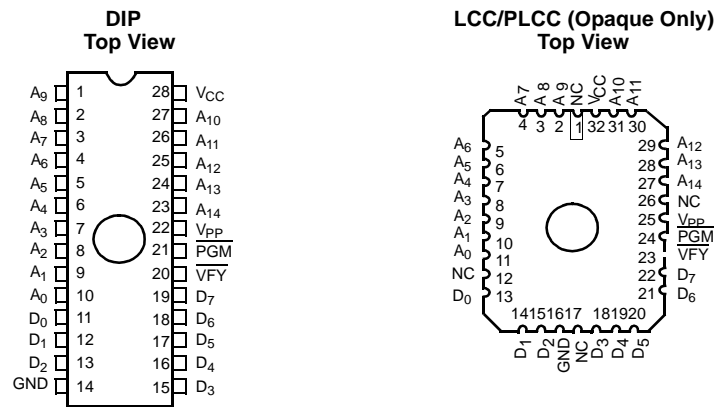 DIP
Top View
A9 1 28 VCC
A8 2 27 A10
A7 3 26 A11
A6 4 25 A12
A5 5 24 A13
A4 6 23 A14
A3 7 22 VPP
A2 8 21 PGM
A1 9 20 VFY
A0 10 19 D7
D0 11 18 D6
D1 12 17 D5
D2 13 16 D4
GND 14 15 D3
LCC/PLCC (Opaque Only)
Top View
A7 A8 A9 NC VCC A10 A11
4 3 2 1 32 31 30
A6 5 29 A12
A5 6 28 A13
A4 7 27 A14
A3 8 26 NC
A2 9 25 VPP
A1 10 24 PGM
A0 11 23 VFY
NC 12 22 D7
D0 13 21 D6
14 15 16 17 18 19 20
D1 D2 GND NC D3 D4 D5